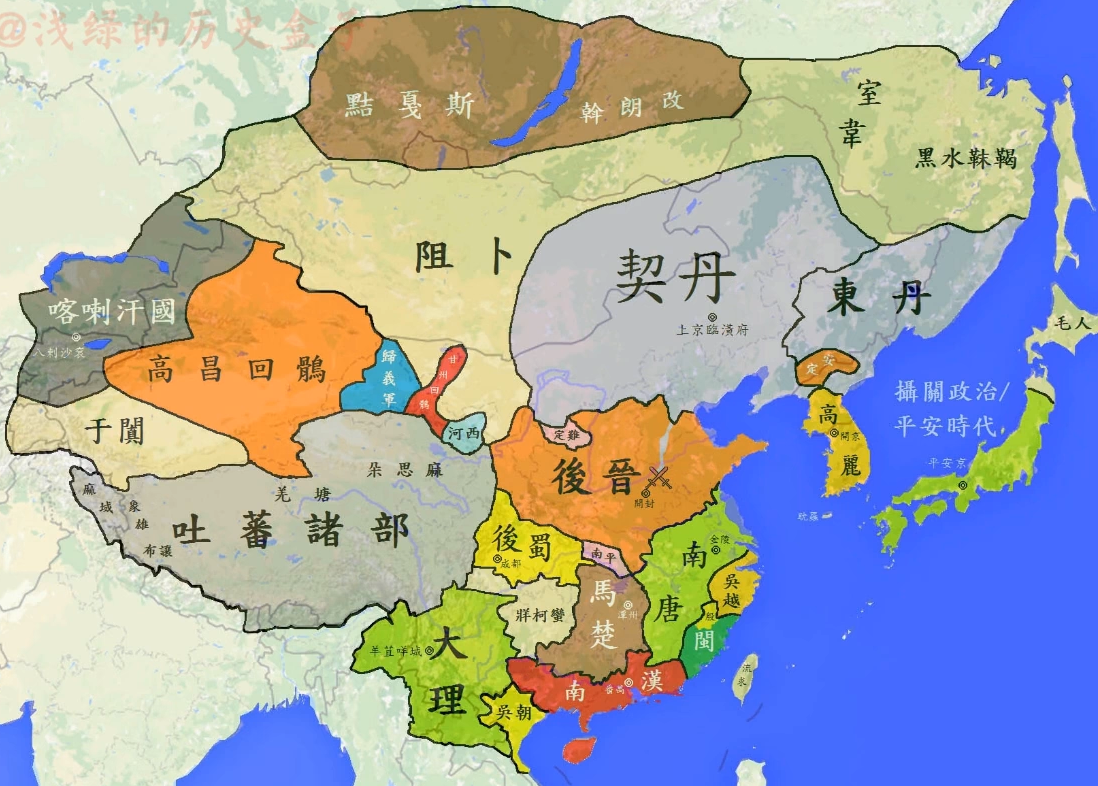 @浅绿的历史盒子
黠戛斯
斡朗改
室韋
黑水靺鞨
阻卜
契丹
上京臨潢府
東丹
定安
毛人
喀喇汗國
八剌沙袞
高昌回鶻
歸義軍
甘州回鶻
河西
于闐
定難
後晉
開封
高麗
開京
攝關政治/
平安時代
平安京
耽羅
朵思麻
羌塘
麻域
象雄
布讓
吐蕃諸部
後蜀
成都
南平
南唐
金陵
吳越
殷
閩
馬楚
潭州
牂柯蠻
大理
羊苴咩城
南漢
番禺
吳朝
流求